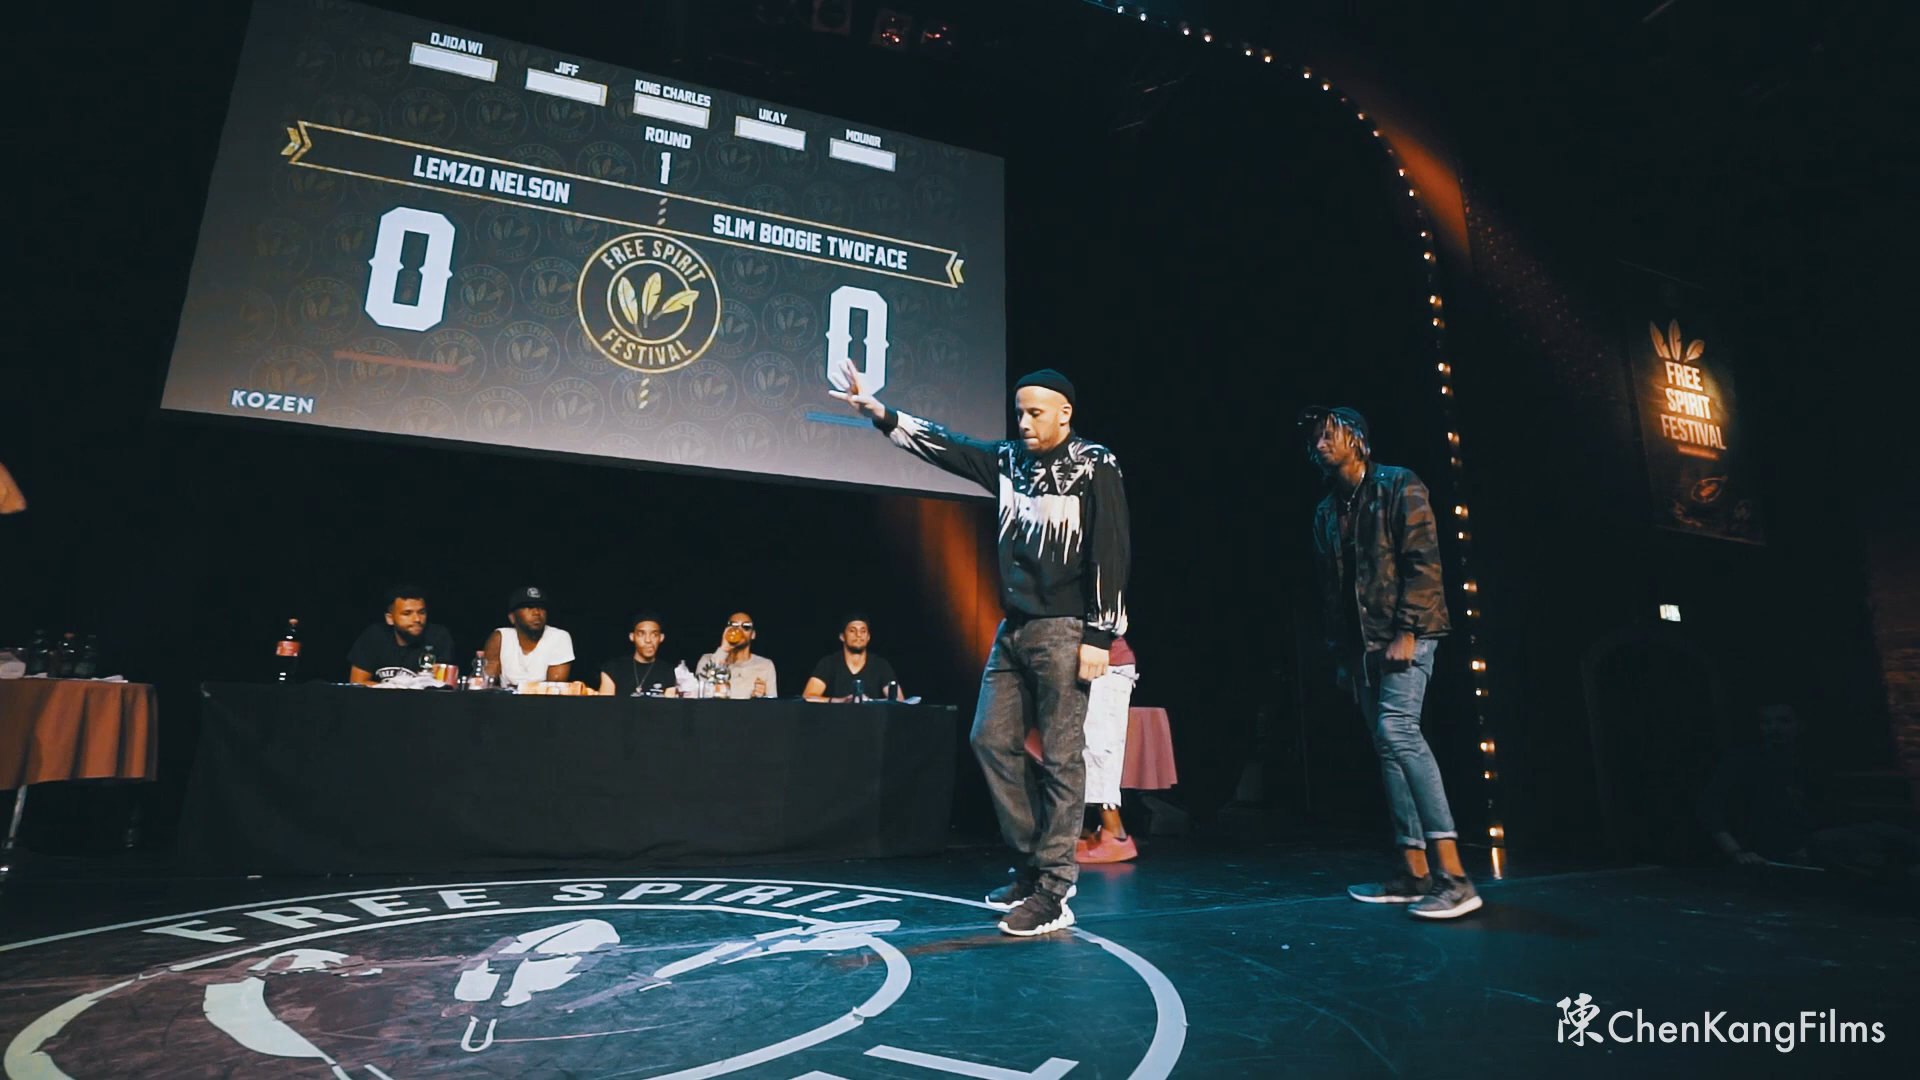 DJIDAWI
JIFF
KING CHARLES
UKAY
MOUNIR
ROUND
1
LEMZO NELSON
SLIM BOOGIE TWOFACE
0
0
FREE SPIRIT
FESTIVAL
KOZEN
FREE
SPIRIT
FESTIVAL
FREE SPIRIT
陳ChenKangFilms